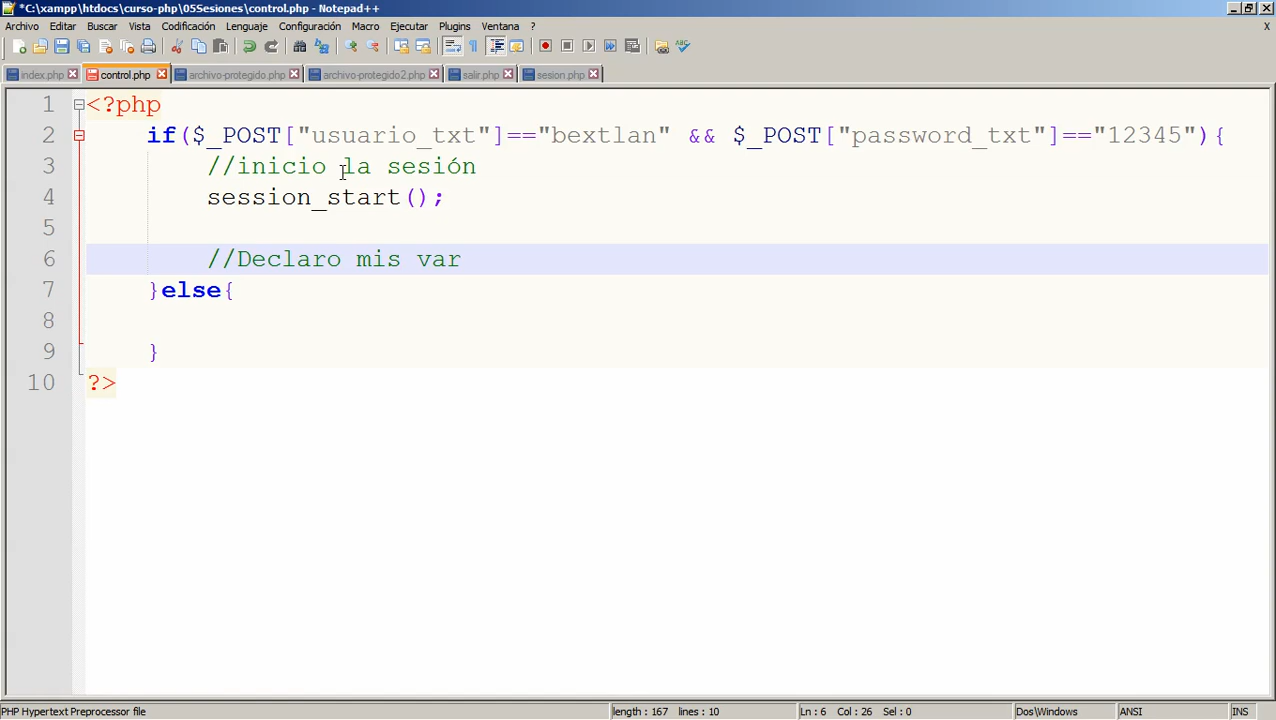 *C:\xampp\htdocs\curso-php\05Sesiones\control.php - Notepad++
Archivo Editar Buscar Vista Codificación Lenguaje Configuración Macro Ejecutar Plugins Ventana ? X
index.php control.php archivo-protegido.php archivo-protegido2.php salir.php sesion.php
1 <?php
2 if($_POST["usuario_txt"]=="bextlan" && $_POST["password_txt"]=="12345"){
3 //inicio la sesión
4 session_start();
5
6 //Declaro mis var
7 }else{
8
9 }
10 ?>
PHP Hypertext Preprocessor file length : 167 lines : 10 Ln : 6 Col : 26 Sel : 0 Dos\Windows ANSI INS